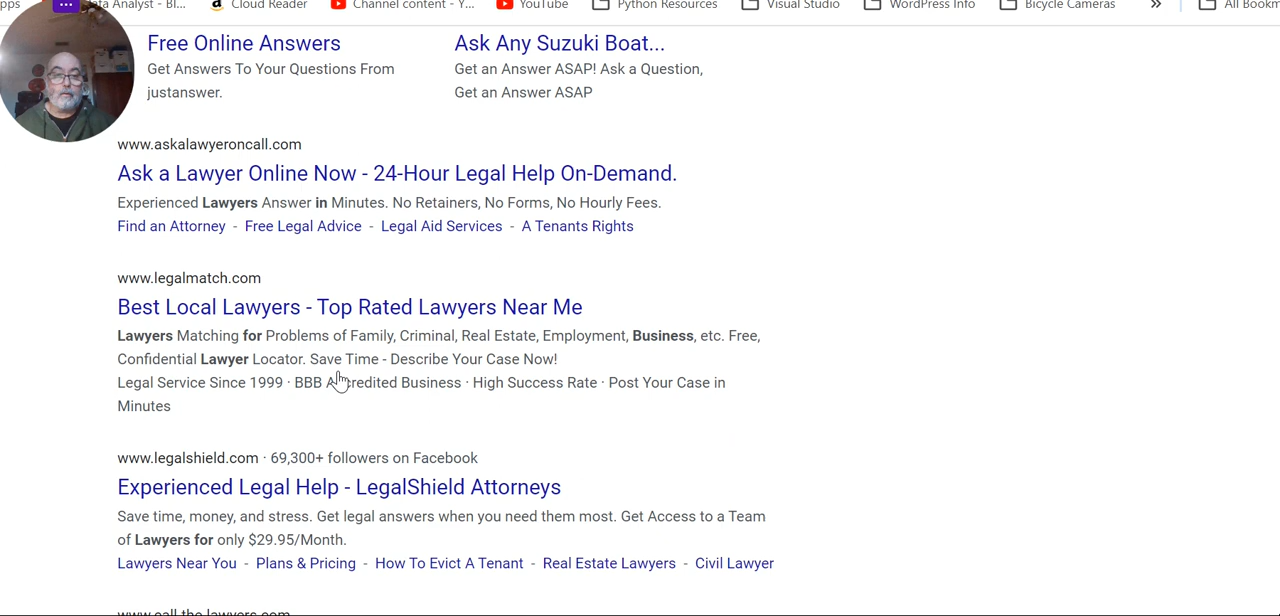 pps
ata Analyst - Bl...
Cloud Reader
Channel content - Y...
YouTube
Python Resources
Visual Studio
WordPress Info
Bicycle Cameras
»
All Bookm
Free Online Answers
Get Answers To Your Questions From
justanswer.
Ask Any Suzuki Boat...
Get an Answer ASAP! Ask a Question,
Get an Answer ASAP
www.askalawyeroncall.com
Ask a Lawyer Online Now - 24-Hour Legal Help On-Demand.
Experienced Lawyers Answer in Minutes. No Retainers, No Forms, No Hourly Fees.
Find an Attorney - Free Legal Advice - Legal Aid Services - A Tenants Rights
www.legalmatch.com
Best Local Lawyers - Top Rated Lawyers Near Me
Lawyers Matching for Problems of Family, Criminal, Real Estate, Employment, Business, etc. Free,
Confidential Lawyer Locator. Save Time - Describe Your Case Now!
Legal Service Since 1999 · BBB Accredited Business · High Success Rate · Post Your Case in
Minutes
www.legalshield.com · 69,300+ followers on Facebook
Experienced Legal Help - LegalShield Attorneys
Save time, money, and stress. Get legal answers when you need them most. Get Access to a Team
of Lawyers for only $29.95/Month.
Lawyers Near You - Plans & Pricing - How To Evict A Tenant - Real Estate Lawyers - Civil Lawyer
www.call-the-lawyers.com